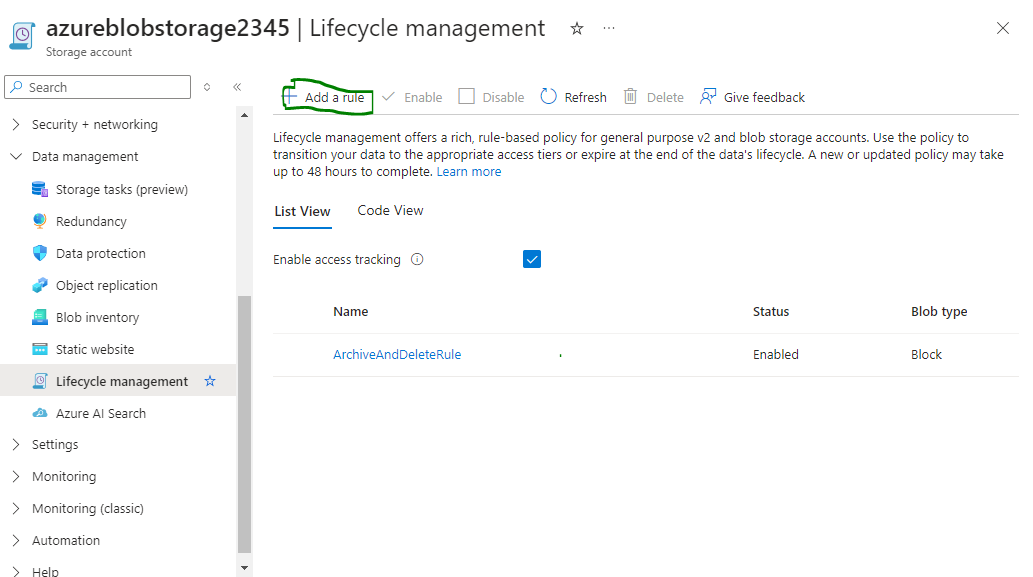 azureblobstorage2345 | Lifecycle management
Storage account
Search
Security + networking
Data management
Storage tasks (preview)
Redundancy
Data protection
Object replication
Blob inventory
Static website
Lifecycle management
Azure AI Search
Settings
Monitoring
Monitoring (classic)
Automation
Help
Add a rule Enable Disable Refresh Delete Give feedback
Lifecycle management offers a rich, rule-based policy for general purpose v2 and blob storage accounts. Use the policy to
transition your data to the appropriate access tiers or expire at the end of the data's lifecycle. A new or updated policy may take
up to 48 hours to complete. Learn more
List View Code View
Enable access tracking
Name Status Blob type
ArchiveAndDeleteRule Enabled Block